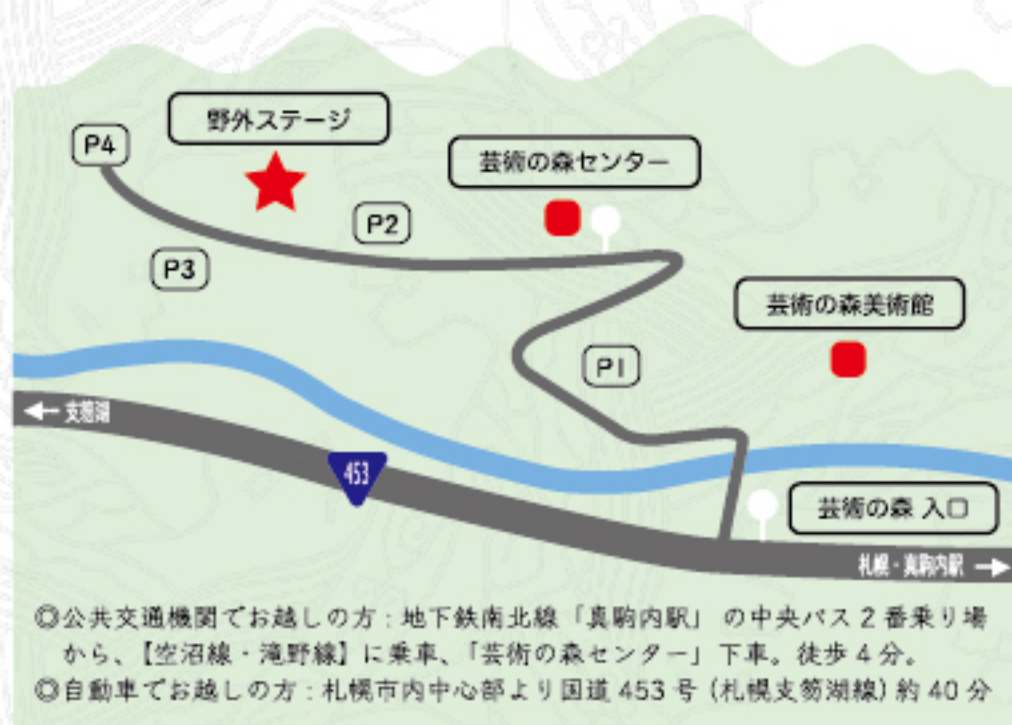 野外ステージ
P4
芸術の森センター
P2
P3
芸術の森美術館
P1
← 支笏湖
453
芸術の森 入口
札幌・真駒内駅 →
◎公共交通機関でお越しの方:地下鉄南北線「真駒内駅」の中央バス2番乗り場
から、【空沼線・滝野線】に乗車、「芸術の森センター」下車。徒歩4分。
◎自動車でお越しの方:札幌市内中心部より国道453号(札幌支笏湖線)約40分